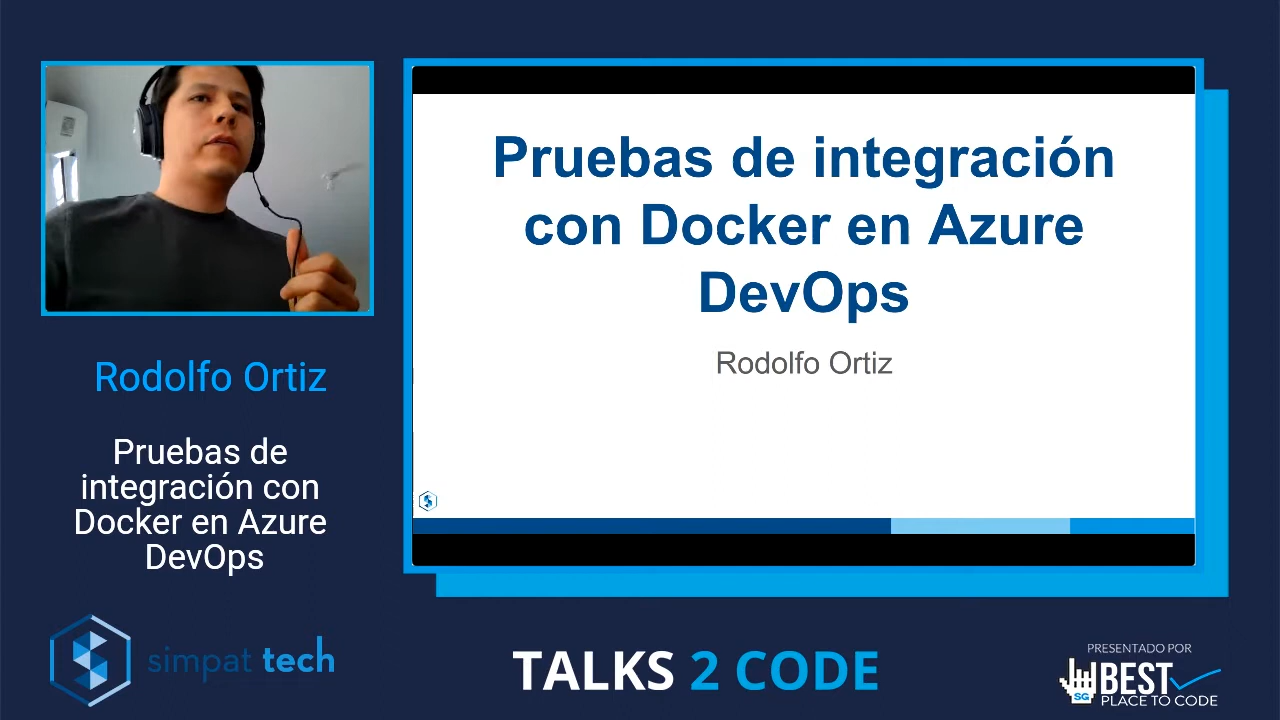 Pruebas de integración
con Docker en Azure
DevOps
Rodolfo Ortiz
Rodolfo Ortiz
Pruebas de
integración con
Docker en Azure
DevOps
simpat tech
TALKS 2 CODE
PRESENTADO POR
SG
BEST
PLACE TO CODE